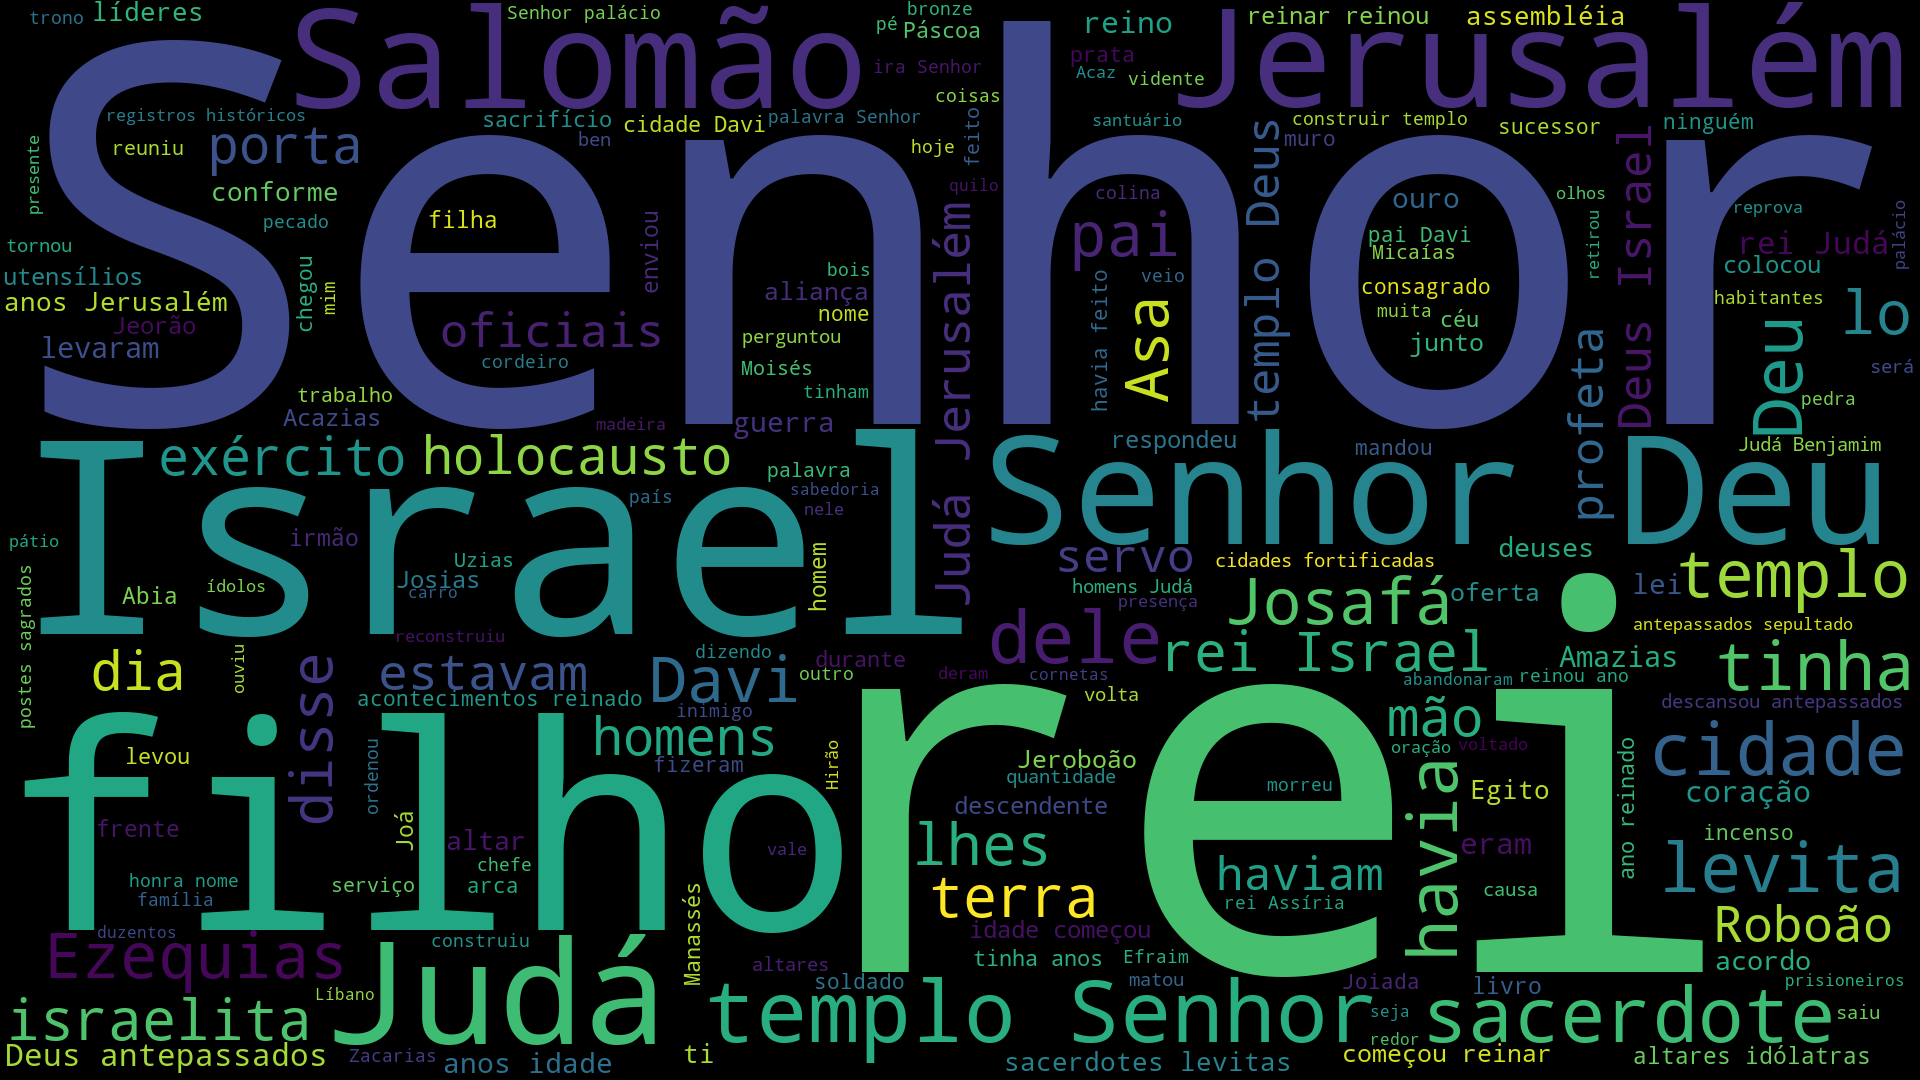 trono
líderes
Salomão
Senhor palácio
bronze
pé
Páscoa
reino
reinar reinou
assembléia
Jerusalém
prata
ira Senhor
Acaz
vidente
coisas
registros históricos
sacrifício
cidade Davi
palavra Senhor
feito
santuário
construir templo
sucessor
ninguém
porta
reuniu
ben
hoje
muro
presente
Senhor
conforme
filha
quilo
colina
ouro
olhos
reprova
pecado
enviou
pai
templo Deus
Deus Israel
pai Davi
Micaías
retirou
rei Judá
palácio
tornou
utensílios
chegou
mim
bois
aliança
nome
veio
consagrado
colocou
anos Jerusalém
Jeorão
oficiais
perguntou
havia feito
Asa
muita
céu
junto
habitantes
lo
levaram
cordeiro
Moisés
tinham
Judá Jerusalém
profeta
Deu
será
trabalho
Acazias
madeira
guerra
pedra
exército
holocausto
palavra
respondeu
mandou
Judá Benjamim
Israel
Senhor Deu
país
sabedoria
nele
pátio
irmão
Uzias
homem
servo
cidades fortificadas
deuses
templo
postes sagrados
Abia
ídolos
Josias
carro
homens Judá
presença
Josafá
oferta
lei
reconstruiu
antepassados sepultado
dia
ouviu
disse
estavam
dizendo
Davi
durante
outro
dele
deram
cornetas
rei Israel
Amazias
tinha
abandonaram
reinou ano
acontecimentos reinado
inimigo
volta
mão
descansou antepassados
filho
rei
levou
ordenou
homens
fizeram
Hirão
Jeroboão
quantidade
oração
voltado
havia
cidade
morreu
Egito
ano reinado
coração
frente
Joá
altar
descendente
incenso
chefe
vale
lhes
eram
levita
honra nome
família
serviço
arca
Manassés
terra
haviam
rei Assíria
causa
duzentos
Ezequias
Judá
construiu
idade começou
Roboão
altares
tinha anos
Efraim
acordo
Líbano
soldado
matou
Joiada
livro
prisioneiros
israelita
templo Senhor
seja
sacerdote
saiu
redor
Deus antepassados
Zacarias
anos idade
ti
sacerdotes levitas
começou reinar
altares idólatras